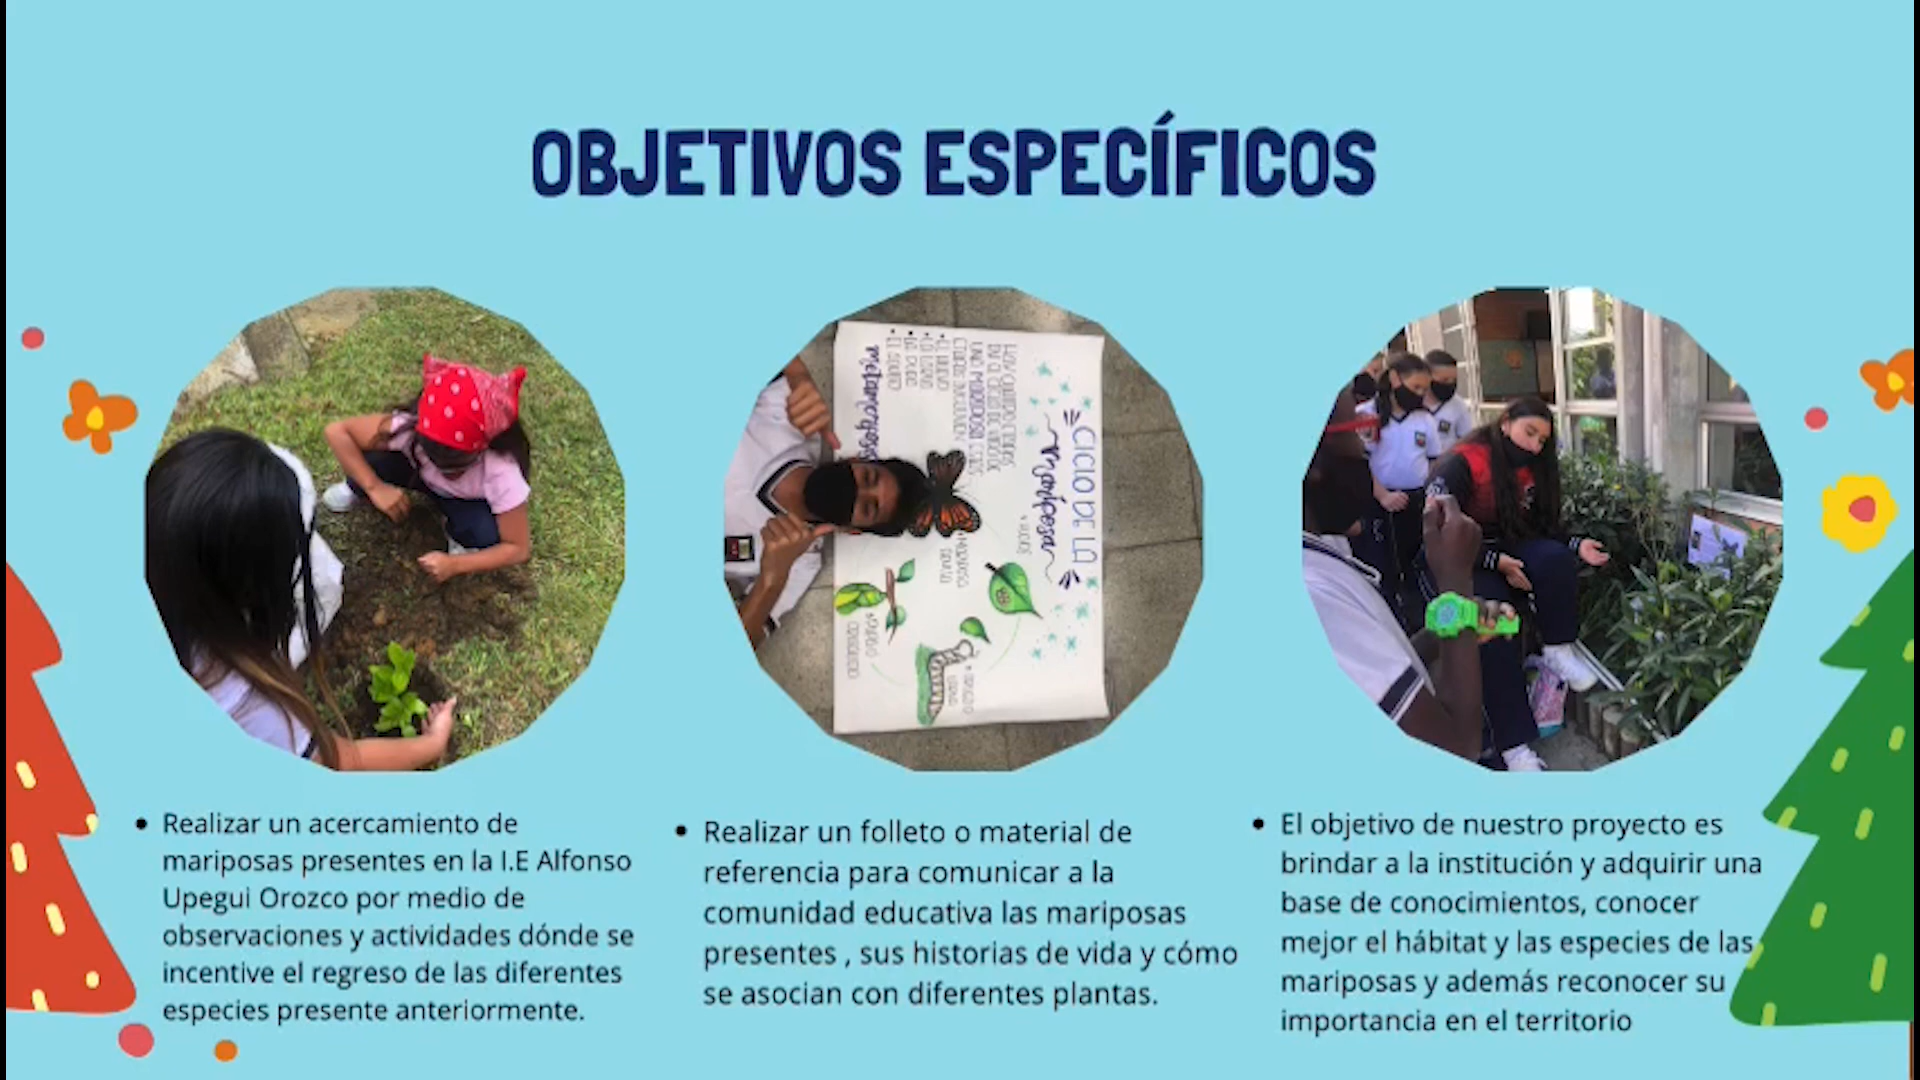 OBJETIVOS ESPECÍFICOS
CICLO DE LA
mariposa
metamorfosis
Realizar un acercamiento de
mariposas presentes en la I.E Alfonso
Upegui Orozco por medio de
observaciones y actividades dónde se
incentive el regreso de las diferentes
especies presente anteriormente.
Realizar un folleto o material de
referencia para comunicar a la
comunidad educativa las mariposas
presentes , sus historias de vida y cómo
se asocian con diferentes plantas.
El objetivo de nuestro proyecto es
brindar a la institución y adquirir una
base de conocimientos, conocer
mejor el hábitat y las especies de las
mariposas y además reconocer su
importancia en el territorio